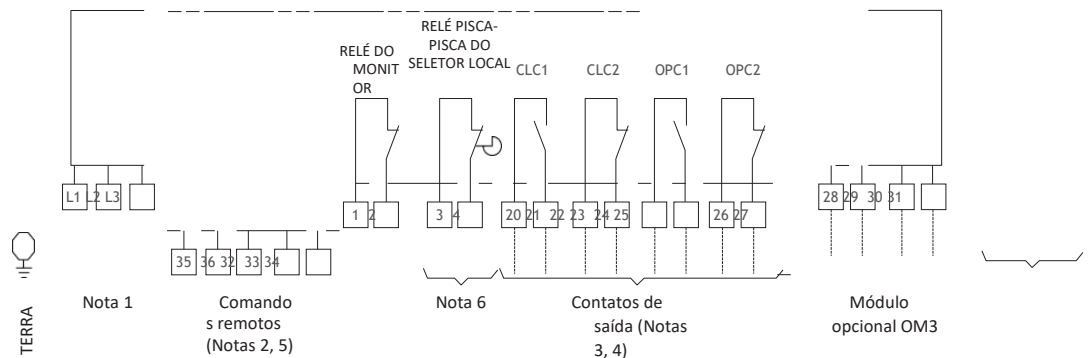 RELÉ PISCA-
PISCA DO
SELETOR LOCAL
RELÉ DO
MONIT
OR
CLC1
CLC2
OPC1
OPC2
L1 L2 L3
1 2
3 4
20 21 22 23 24 25
26 27
28 29 30 31
35 36 32 33 34
TERRA
Nota 1
Comando
s remotos
(Notas 2, 5)
Nota 6
Contatos de
saída (Notas
3, 4)
Módulo
opcional OM3